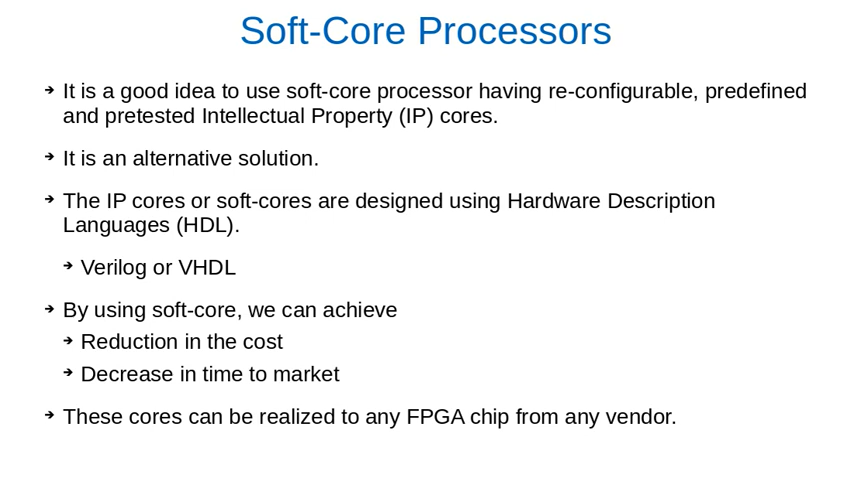 Soft-Core Processors
➔ It is a good idea to use soft-core processor having re-configurable, predefined
and pretested Intellectual Property (IP) cores.
➔ It is an alternative solution.
➔ The IP cores or soft-cores are designed using Hardware Description
Languages (HDL).
➔ Verilog or VHDL
➔ By using soft-core, we can achieve
➔ Reduction in the cost
➔ Decrease in time to market
➔ These cores can be realized to any FPGA chip from any vendor.